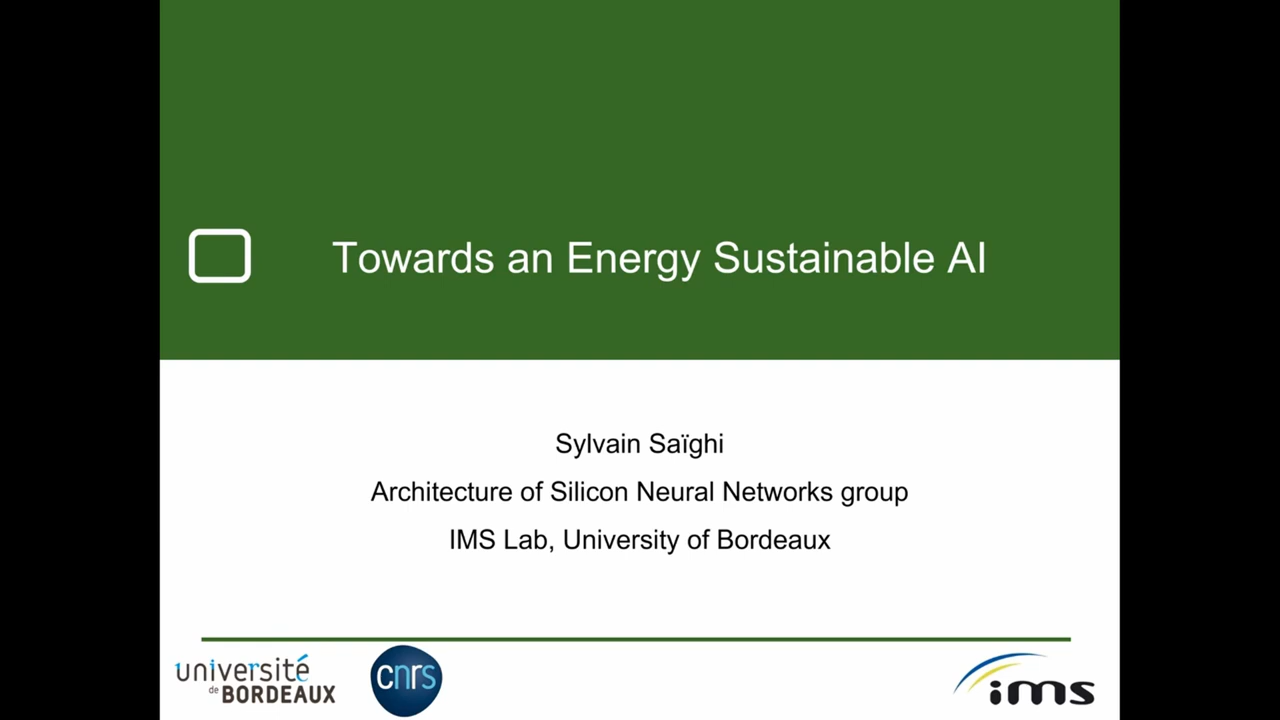 Towards an Energy Sustainable AI
Sylvain Saïghi
Architecture of Silicon Neural Networks group
IMS Lab, University of Bordeaux
université
de BORDEAUX
cnrs
ims